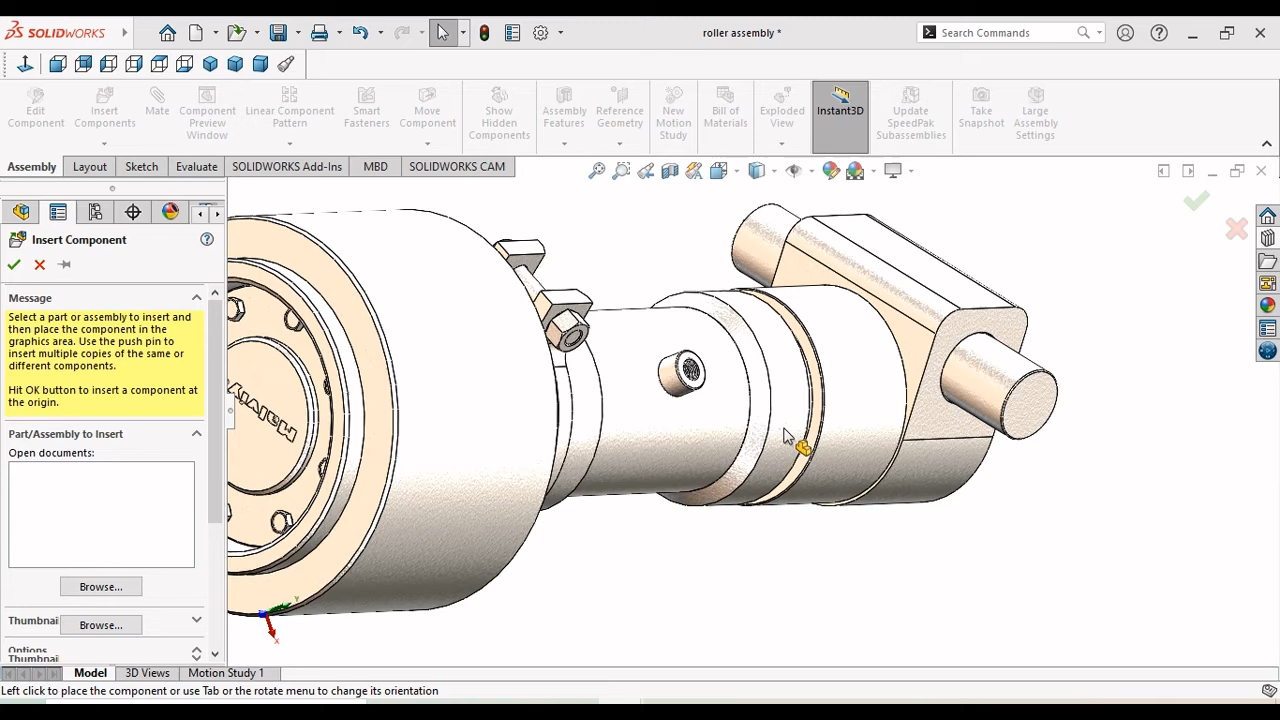 SOLIDWORKS
roller assembly *
Search Commands
Edit Component
Insert Components
Mate
Component Preview Window
Linear Component Pattern
Smart Fasteners
Move Component
Show Hidden Components
Assembly Features
Reference Geometry
New Motion Study
Bill of Materials
Exploded View
Instant3D
Update SpeedPak Subassemblies
Take Snapshot
Large Assembly Settings
Assembly
Layout
Sketch
Evaluate
SOLIDWORKS Add-Ins
MBD
SOLIDWORKS CAM
Insert Component
Message
Select a part or assembly to insert and
then place the component in the
graphics area. Use the push pin to
insert multiple copies of the same or
different components.
Hit OK button to insert a component at
the origin.
Part/Assembly to Insert
Open documents:
Browse...
Thumbnai
Browse...
Options
Thumbnai
Y
X
Model
3D Views
Motion Study 1
Left click to place the component or use Tab or the rotate menu to change its orientation